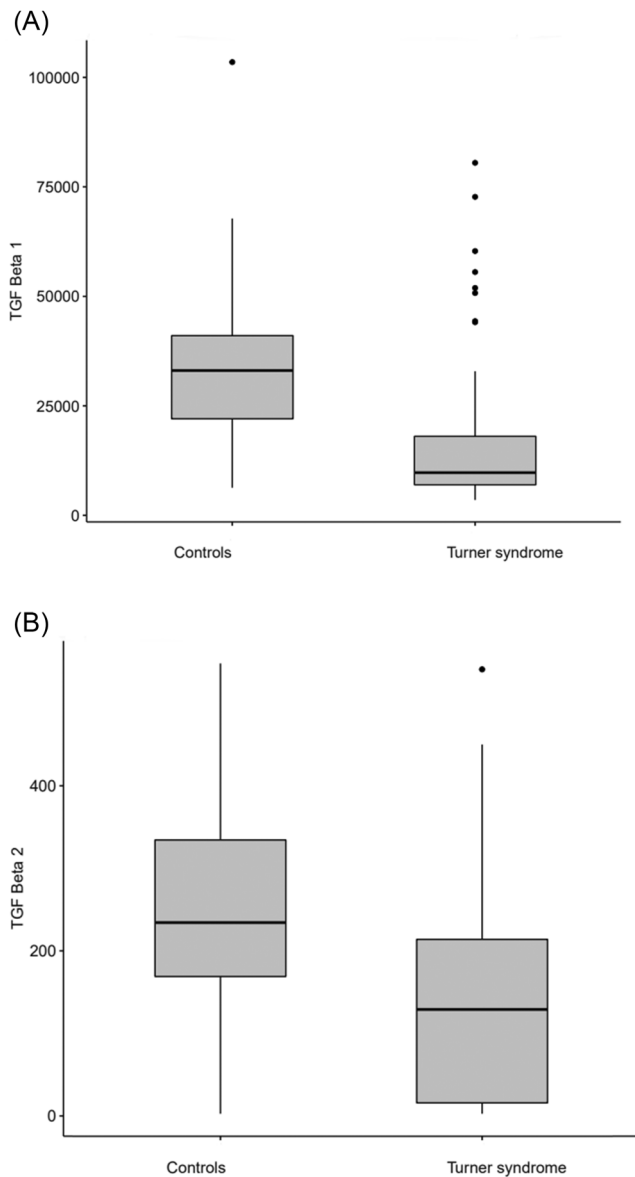 (A)
100000
75000
50000
25000
0
TGF Beta 1
Controls Turner syndrome
(B)
400
200
0
TGF Beta 2
Controls Turner syndrome